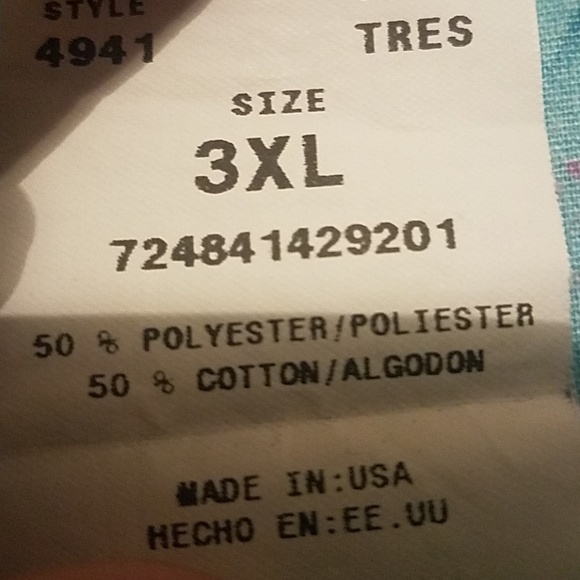 STYLE
4941
TRES
SIZE
3XL
724841429201
50 % POLYESTER/POLIESTER
50 % COTTON/ALGODON
MADE IN:USA
HECHO EN:EE.UU